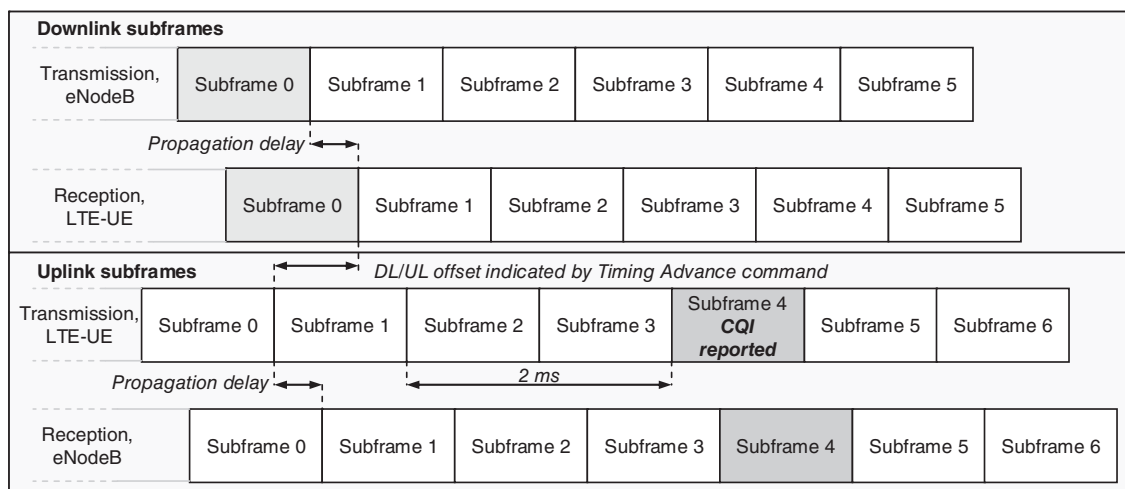 Downlink subframes
Transmission,
eNodeB
Subframe 0
Subframe 1
Subframe 2
Subframe 3
Subframe 4
Subframe 5
Propagation delay
Reception,
LTE-UE
Subframe 0
Subframe 1
Subframe 2
Subframe 3
Subframe 4
Subframe 5
Uplink subframes
DL/UL offset indicated by Timing Advance command
Transmission,
LTE-UE
Subframe 0
Subframe 1
Subframe 2
Subframe 3
Subframe 4
CQI
reported
Subframe 5
Subframe 6
Propagation delay
2 ms
Reception,
eNodeB
Subframe 0
Subframe 1
Subframe 2
Subframe 3
Subframe 4
Subframe 5
Subframe 6